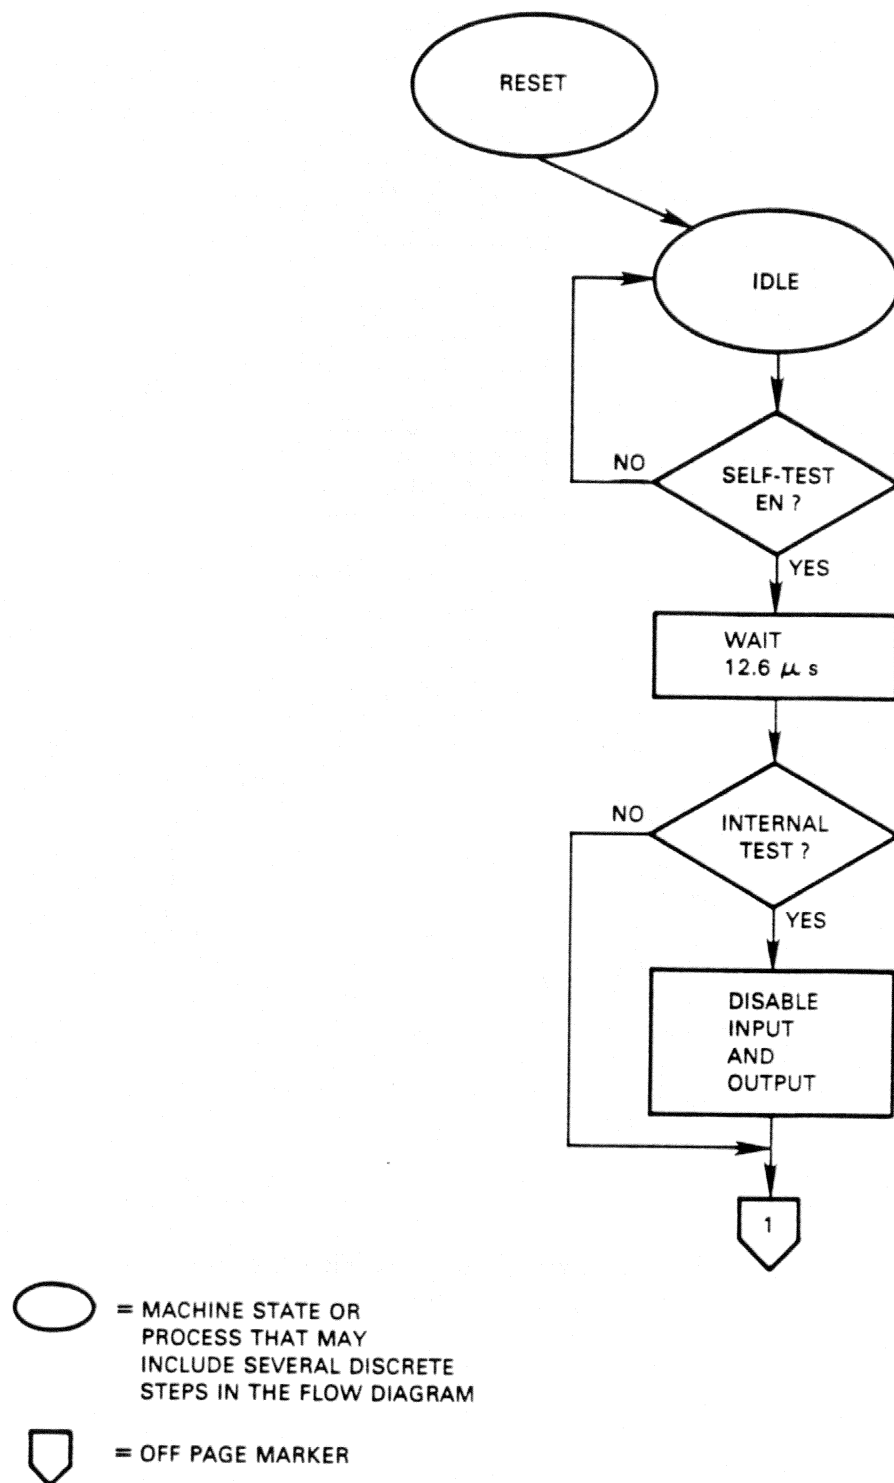 RESET
IDLE
NO
SELF-TEST
EN ?
YES
WAIT
12.6 μ s
NO
INTERNAL
TEST ?
YES
DISABLE
INPUT
AND
OUTPUT
1
= MACHINE STATE OR
PROCESS THAT MAY
INCLUDE SEVERAL DISCRETE
STEPS IN THE FLOW DIAGRAM
= OFF PAGE MARKER